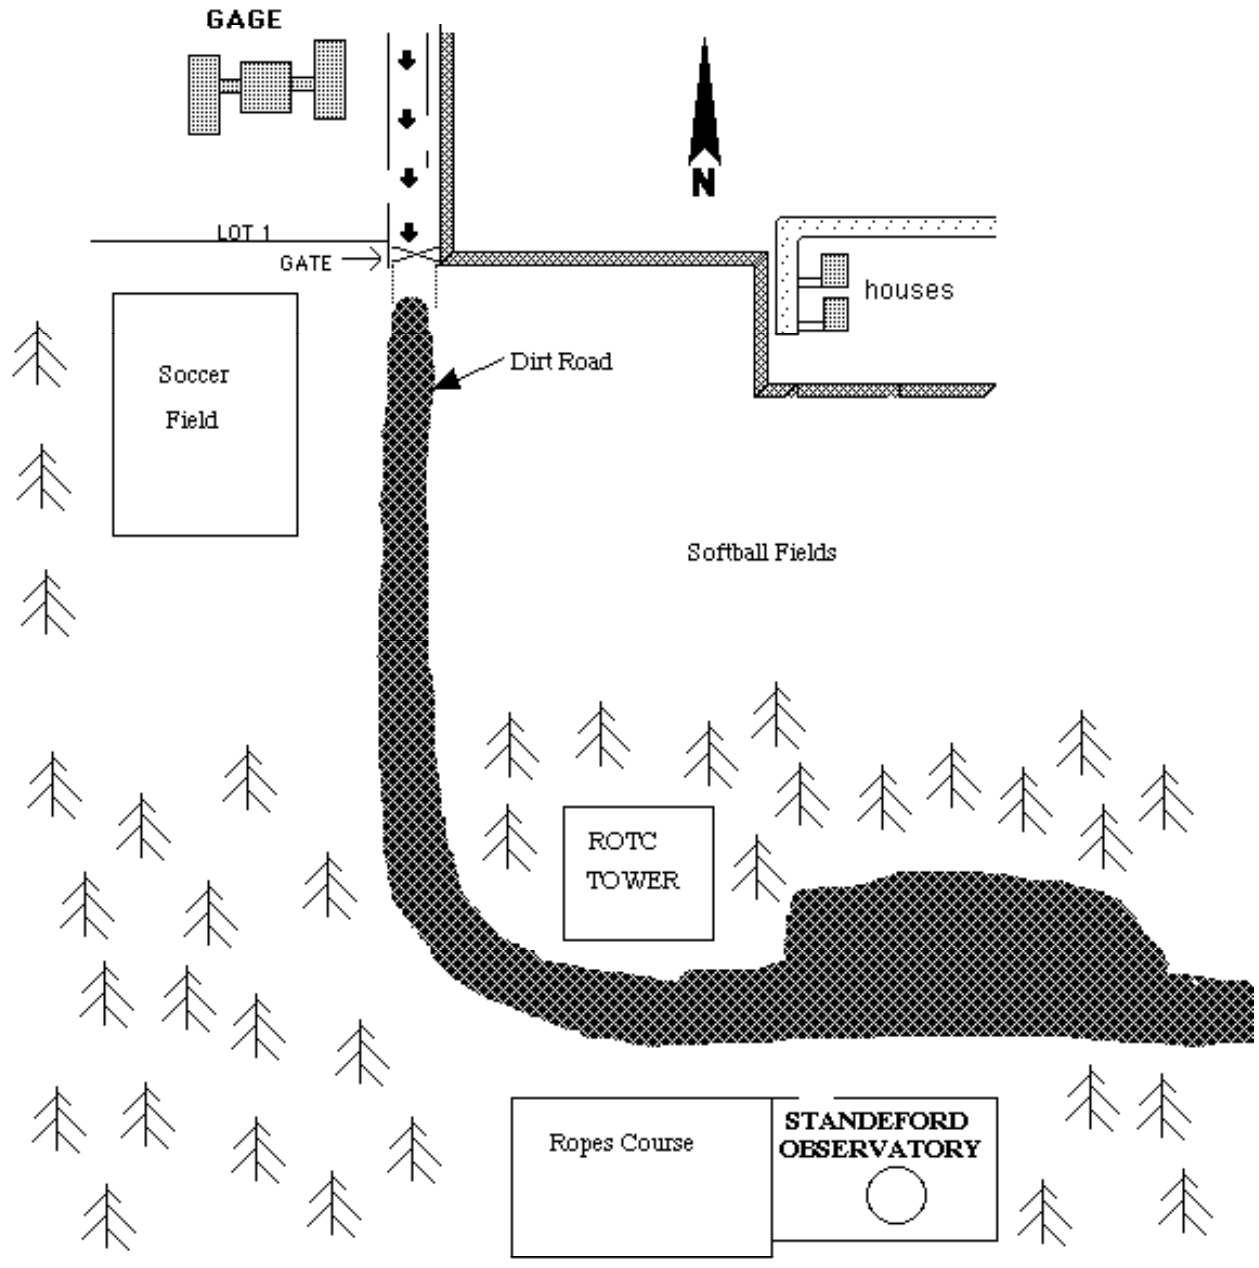 GAGE
N
LOT 1
GATE
houses
Dirt Road
Soccer
Field
Softball Fields
ROTC
TOWER
Ropes Course
STANDEFORD
OBSERVATORY